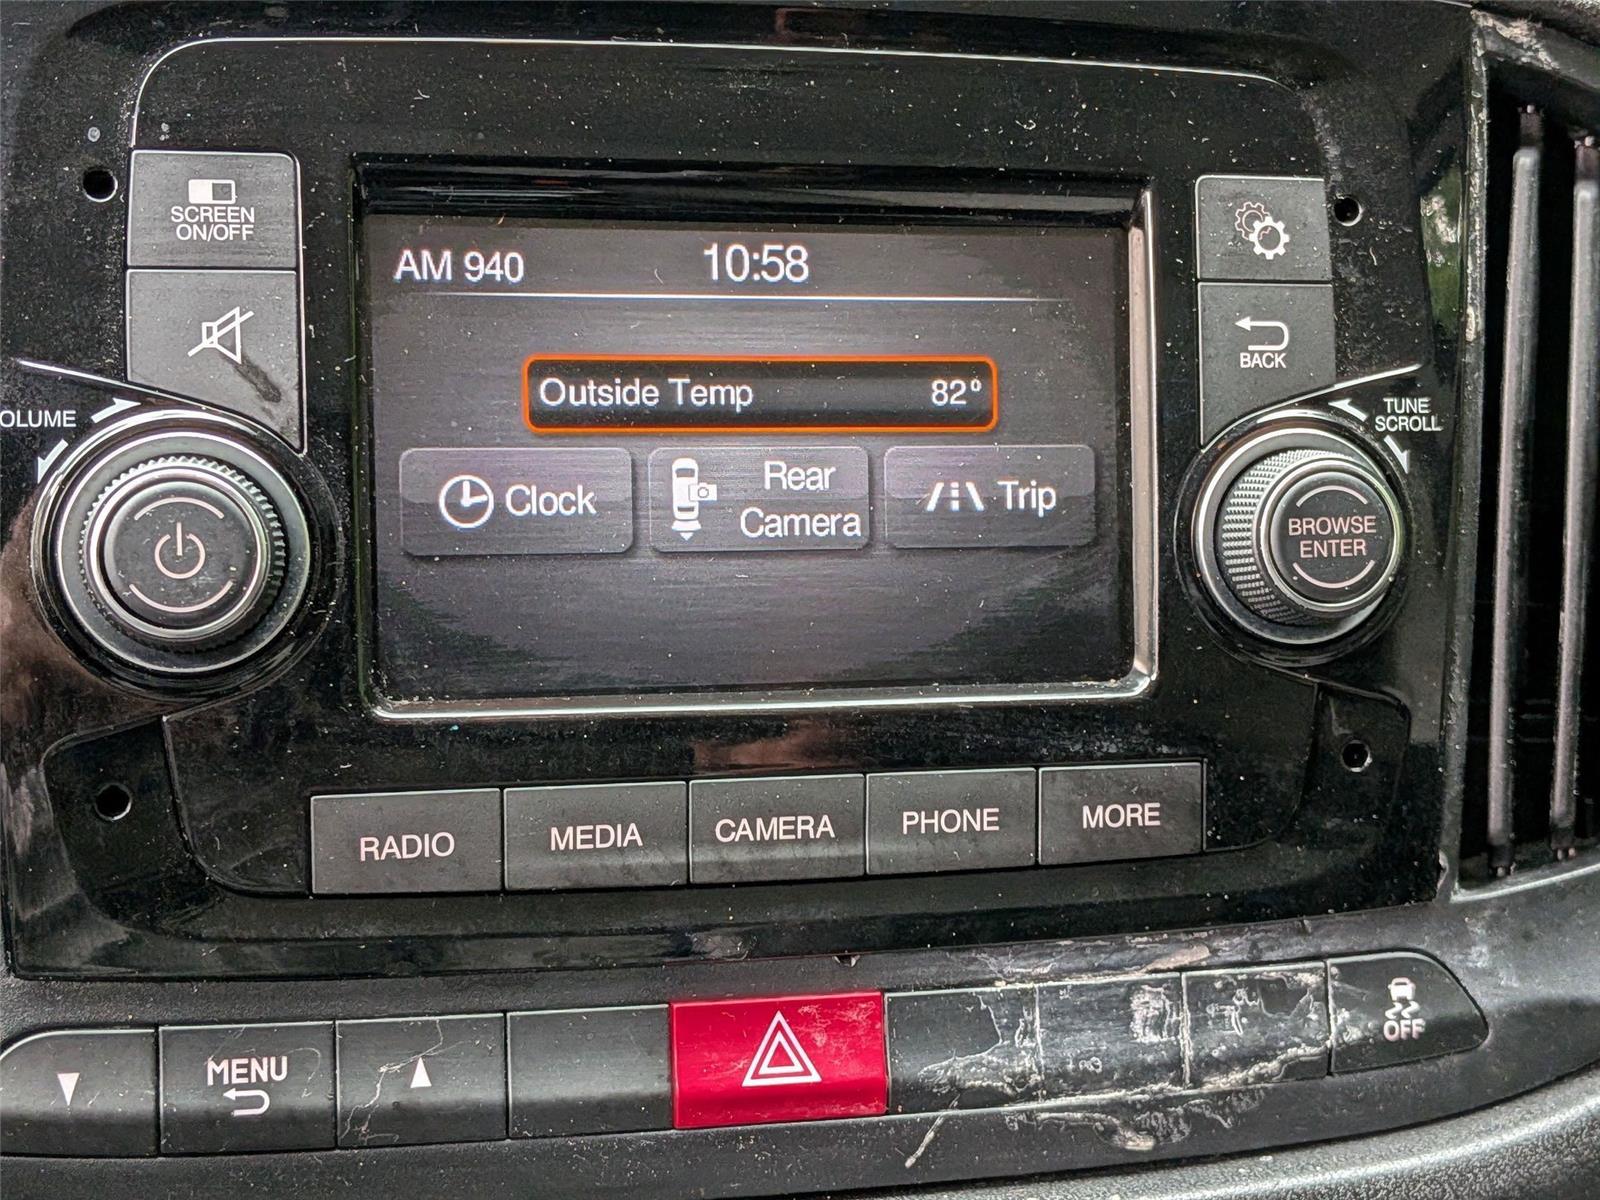 SCREEN
ON/OFF
AM 940
10:58
Outside Temp 82°
Clock
Rear
Camera
Trip
BACK
OLUME
TUNE
SCROLL
BROWSE
ENTER
RADIO
MEDIA
CAMERA
PHONE
MORE
MENU
OFF